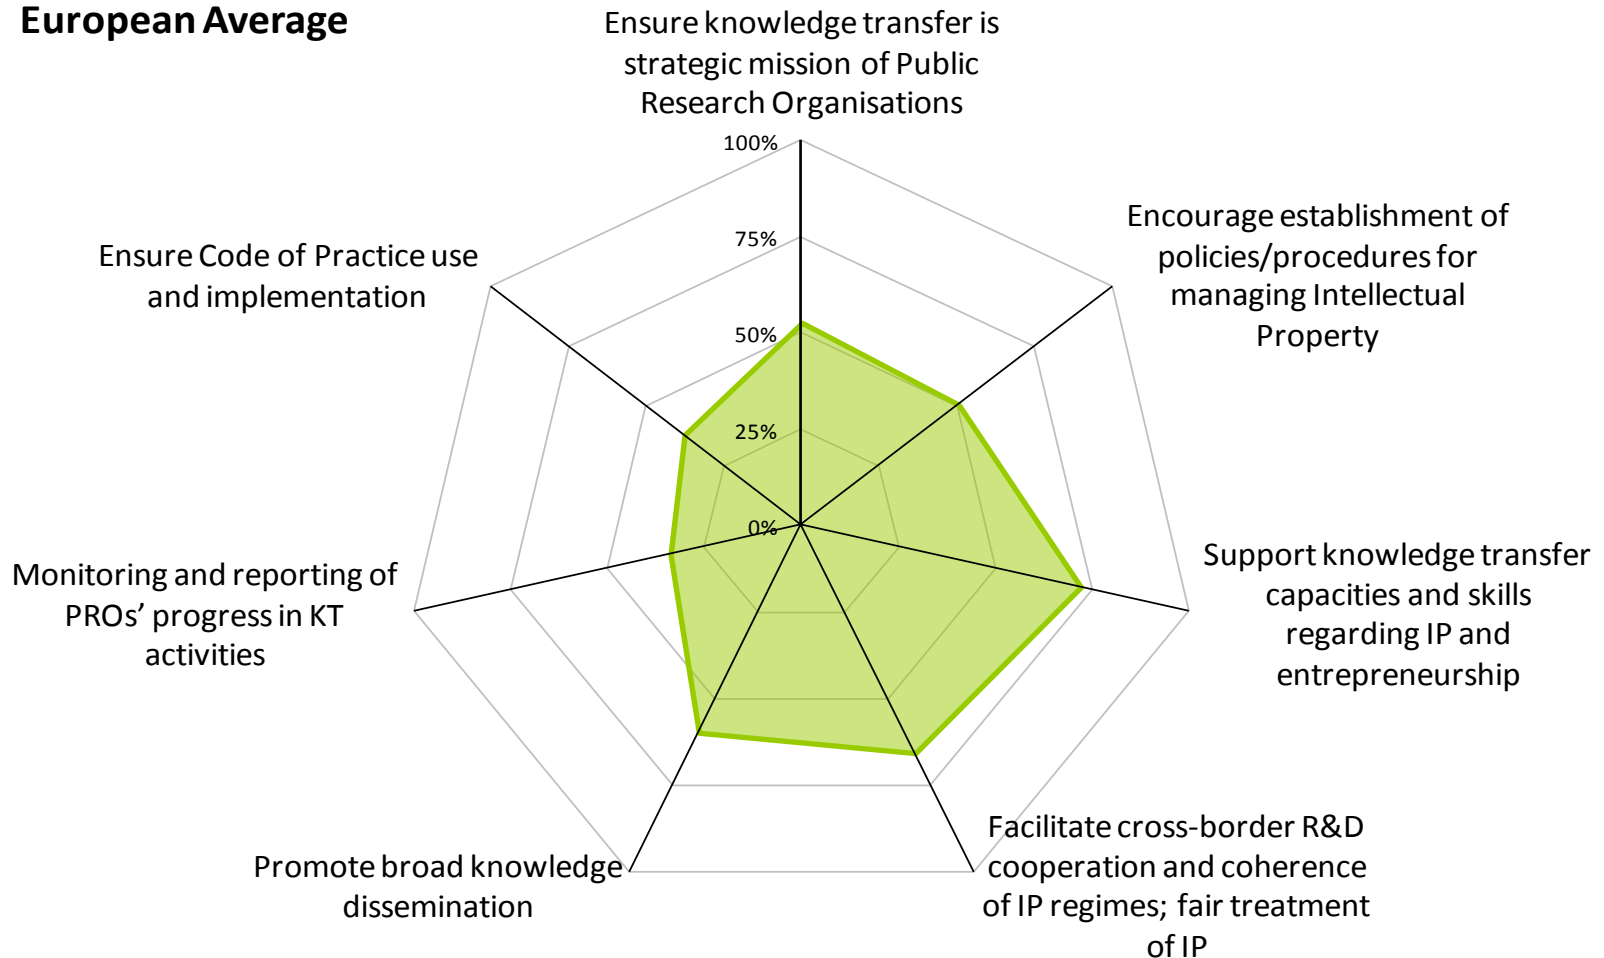 European Average
Ensure knowledge transfer is
strategic mission of Public
Research Organisations
100%
75%
50%
25%
0%
Encourage establishment of
policies/procedures for
managing Intellectual
Property
Support knowledge transfer
capacities and skills
regarding IP and
entrepreneurship
Facilitate cross-border R&D
cooperation and coherence
of IP regimes; fair treatment
of IP
Promote broad knowledge
dissemination
Monitoring and reporting of
PROs’ progress in KT
activities
Ensure Code of Practice use
and implementation